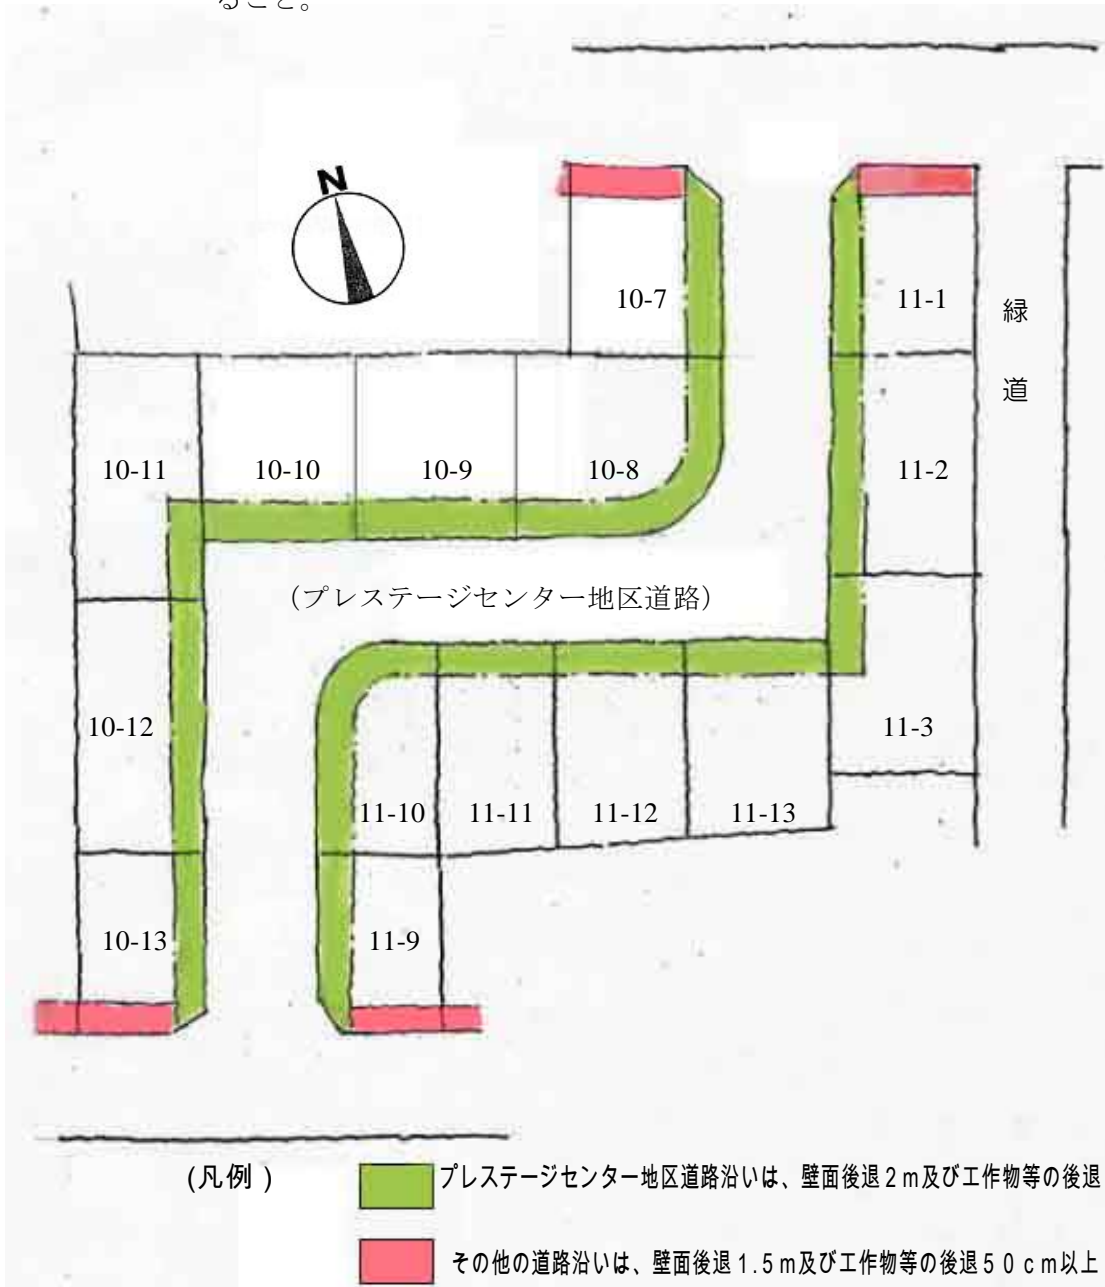 ること。
N
10-7
11-1
緑
道
10-11
10-10
10-9
10-8
11-2
(プレステージセンター地区道路)
10-12
11-3
11-10
11-11
11-12
11-13
10-13
11-9
(凡例)
プレステージセンター地区道路沿いは、壁面後退2m及び工作物等の後退
その他の道路沿いは、壁面後退1.5m及び工作物等の後退50cm以上